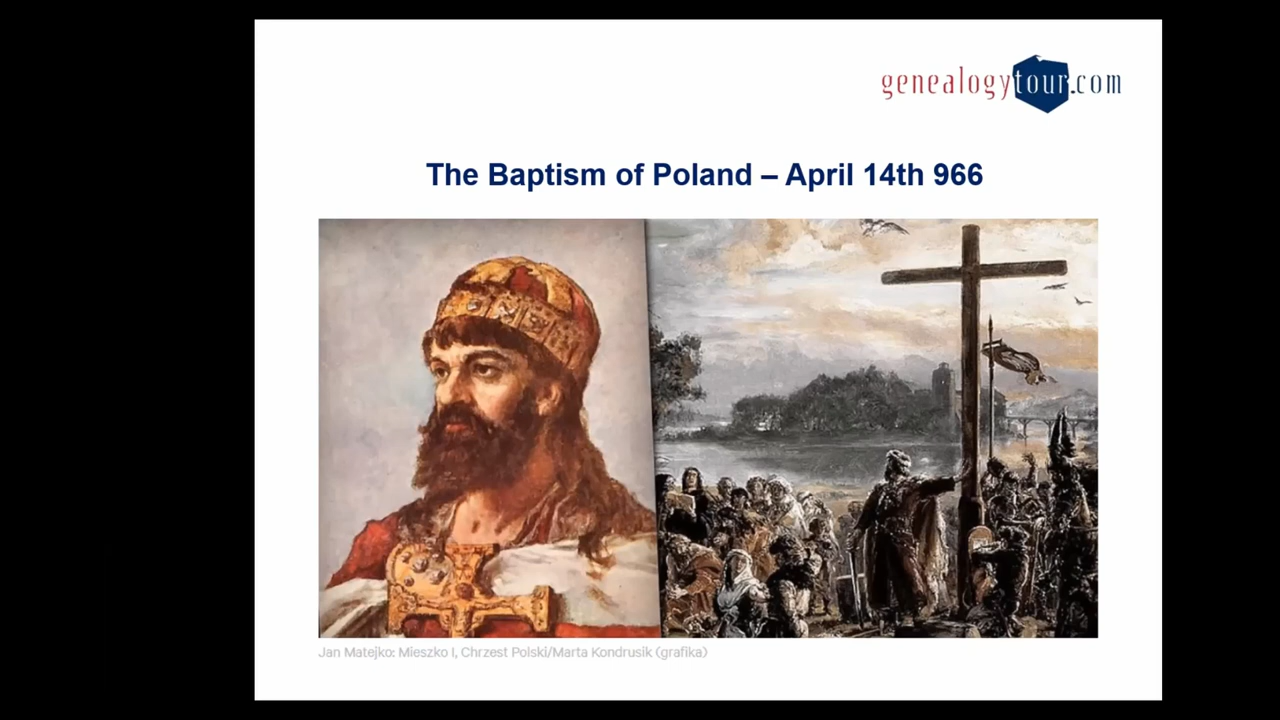 genealogytour.com
The Baptism of Poland – April 14th 966
Jan Matejko: Mieszko I, Chrzest Polski/Marta Kondrusik (grafika)